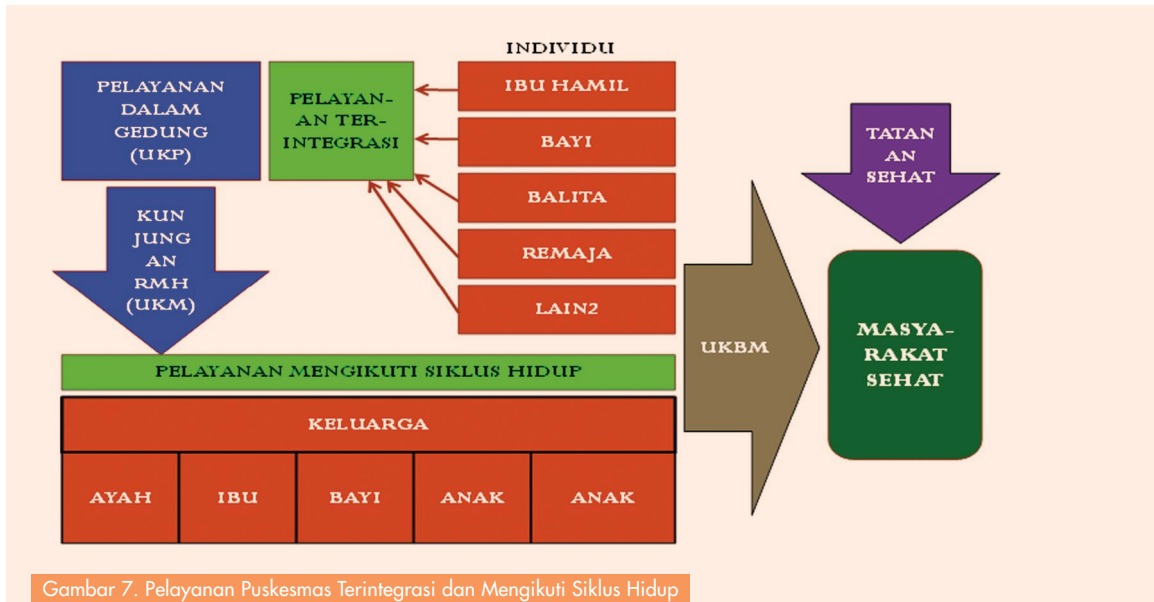 INDIVIDU
PELAYANAN
DALAM
GEDUNG
(UKP)
PELAYAN-
AN TER-
INTEGRASI
IBU HAMIL
BAYI
BALITA
REMAJA
LAIN2
KUN
JUNG
AN
RMH
(UKM)
TATAN
AN
SEHAT
UKBM
MASYA-
RAKAT
SEHAT
PELAYANAN MENGIKUTI SIKLUS HIDUP
KELUARGA
AYAH
IBU
BAYI
ANAK
ANAK
Gambar 7. Pelayanan Puskesmas Terintegrasi dan Mengikuti Siklus Hidup